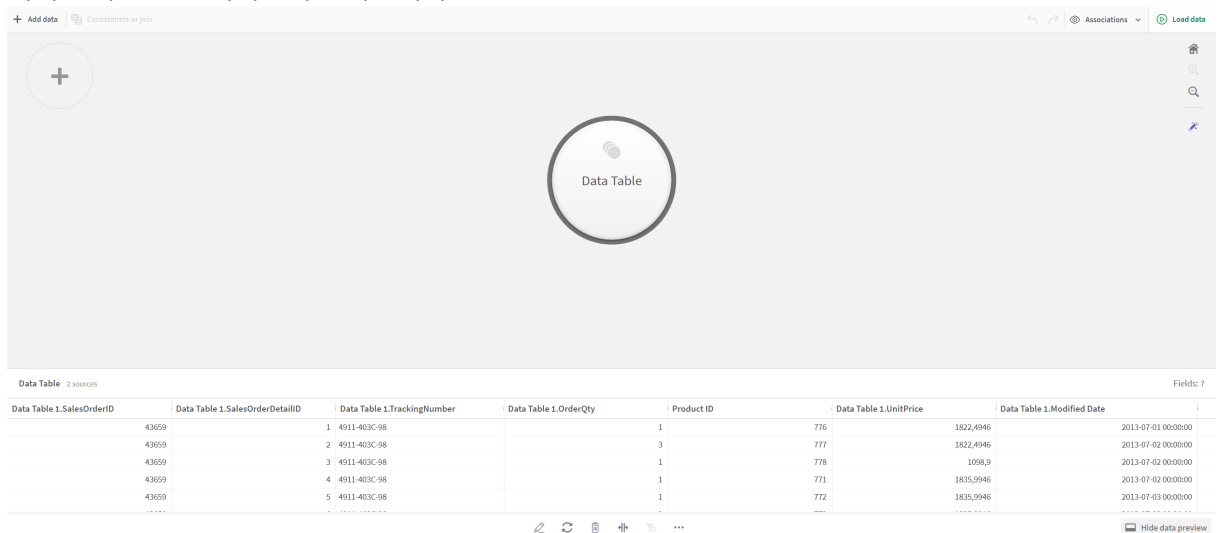 Add data
Concatenate or join
Associations
Load data
Data Table
Data Table 2 sources
Fields: 7
Data Table 1.SalesOrderID Data Table 1.SalesOrderDetailID Data Table 1.TrackingNumber Data Table 1.OrderQty Product ID Data Table 1.UnitPrice Data Table 1.Modified Date
43659 1 4911-403C-98 1 776 1822,4946 2013-07-01 00:00:00
43659 2 4911-403C-98 3 777 1822,4946 2013-07-02 00:00:00
43659 3 4911-403C-98 1 778 1098,9 2013-07-02 00:00:00
43659 4 4911-403C-98 1 771 1835,9946 2013-07-02 00:00:00
43659 5 4911-403C-98 1 772 1835,9946 2013-07-03 00:00:00
Hide data preview